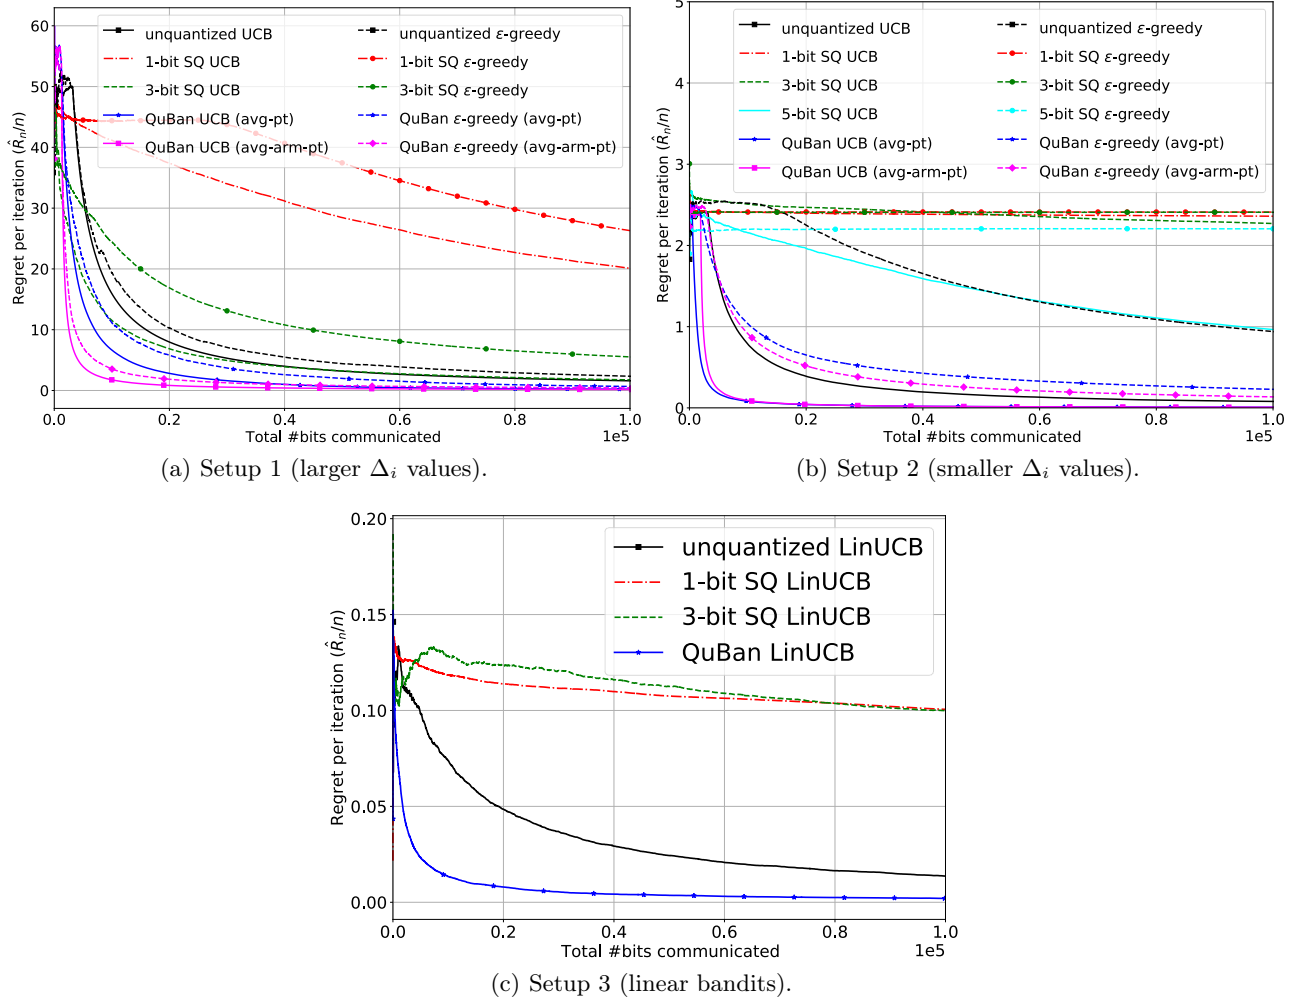 60
50
40
30
20
10
0
Regret per iteration (R̂ₙ/n)
unquantized UCB
1-bit SQ UCB
3-bit SQ UCB
QuBan UCB (avg-pt)
QuBan UCB (avg-arm-pt)
unquantized ε-greedy
1-bit SQ ε-greedy
3-bit SQ ε-greedy
QuBan ε-greedy (avg-pt)
QuBan ε-greedy (avg-arm-pt)
0.0 0.2 0.4 0.6 0.8 1.0
1e5
Total #bits communicated
(a) Setup 1 (larger Δᵢ values).
5
4
3
2
1
0
Regret per iteration (R̂ₙ/n)
unquantized UCB
1-bit SQ UCB
3-bit SQ UCB
5-bit SQ UCB
QuBan UCB (avg-pt)
QuBan UCB (avg-arm-pt)
unquantized ε-greedy
1-bit SQ ε-greedy
3-bit SQ ε-greedy
5-bit SQ ε-greedy
QuBan ε-greedy (avg-pt)
QuBan ε-greedy (avg-arm-pt)
0.0 0.2 0.4 0.6 0.8 1.0
1e5
Total #bits communicated
(b) Setup 2 (smaller Δᵢ values).
0.20
0.15
0.10
0.05
0.00
Regret per iteration (R̂ₙ/n)
unquantized LinUCB
1-bit SQ LinUCB
3-bit SQ LinUCB
QuBan LinUCB
0.0 0.2 0.4 0.6 0.8 1.0
1e5
Total #bits communicated
(c) Setup 3 (linear bandits).